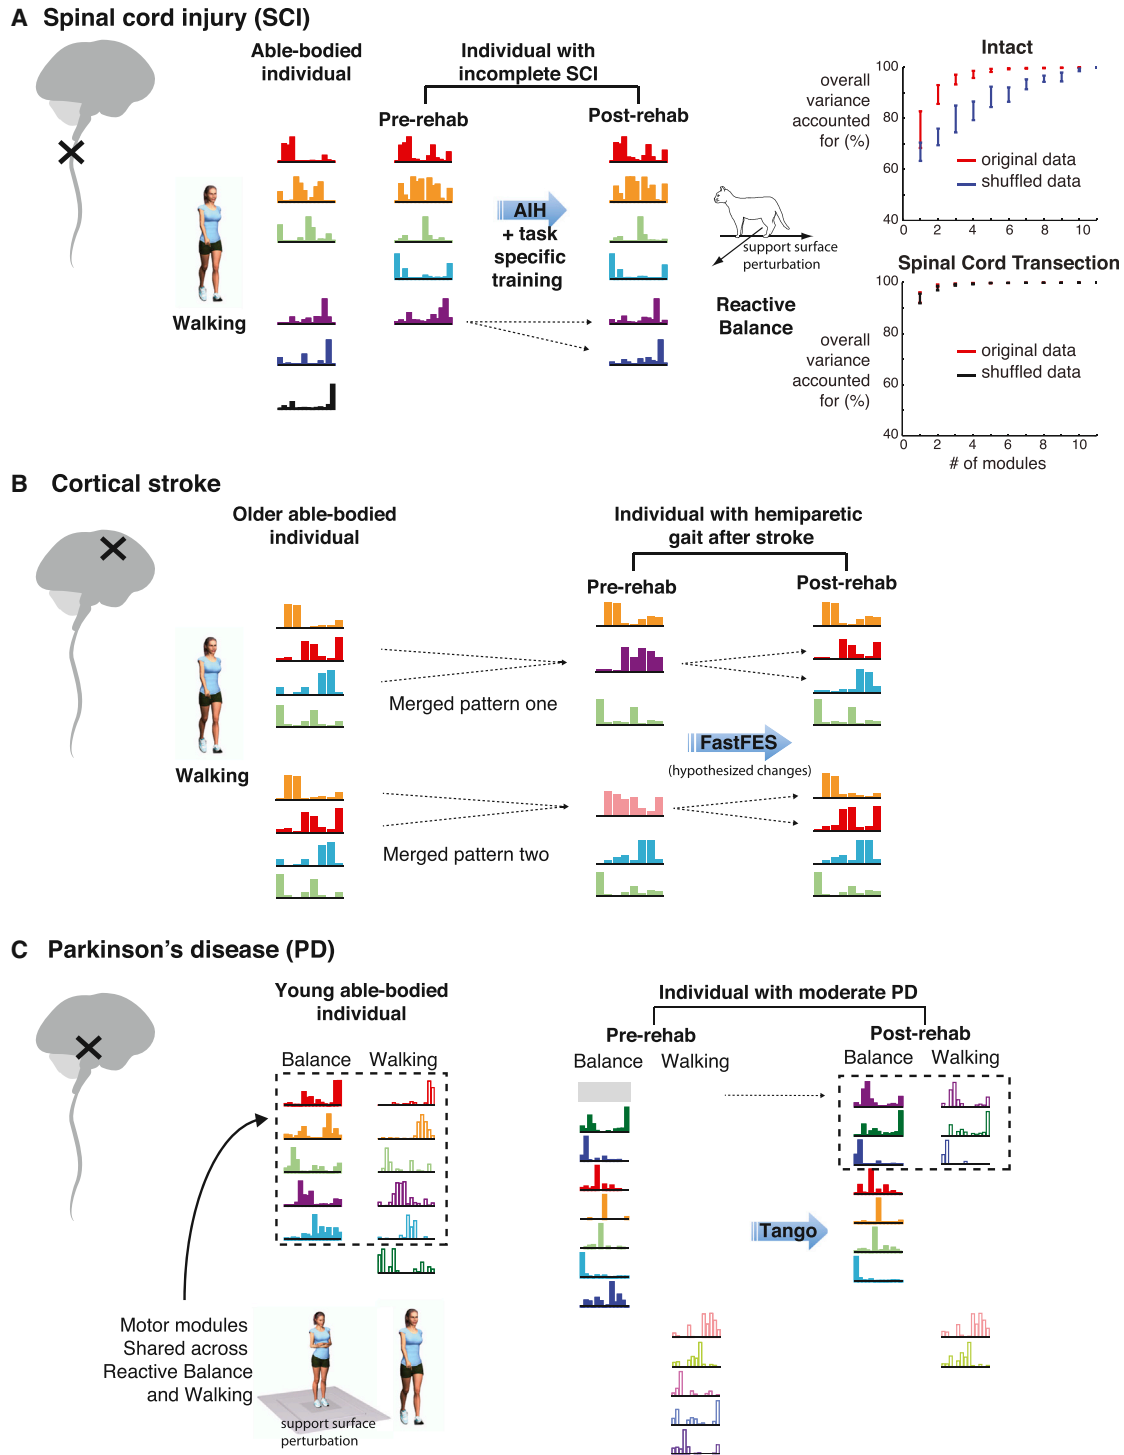 A Spinal cord injury (SCI)
Able-bodied
individual
Individual with
incomplete SCI
Pre-rehab
Post-rehab
Walking
AIH
+ task
specific
training
support surface
perturbation
Reactive
Balance
Intact
overall
variance
accounted
for (%)
100
80
60
40
original data
shuffled data
0 2 4 6 8 10
Spinal Cord Transection
overall
variance
accounted
for (%)
100
80
60
40
original data
shuffled data
0 2 4 6 8 10
# of modules
B Cortical stroke
Older able-bodied
individual
Individual with hemiparetic
gait after stroke
Pre-rehab
Post-rehab
Walking
Merged pattern one
FastFES
(hypothesized changes)
Merged pattern two
C Parkinson's disease (PD)
Young able-bodied
individual
Balance Walking
Individual with moderate PD
Pre-rehab
Balance Walking
Post-rehab
Balance Walking
Tango
Motor modules
Shared across
Reactive Balance
and Walking
support surface
perturbation